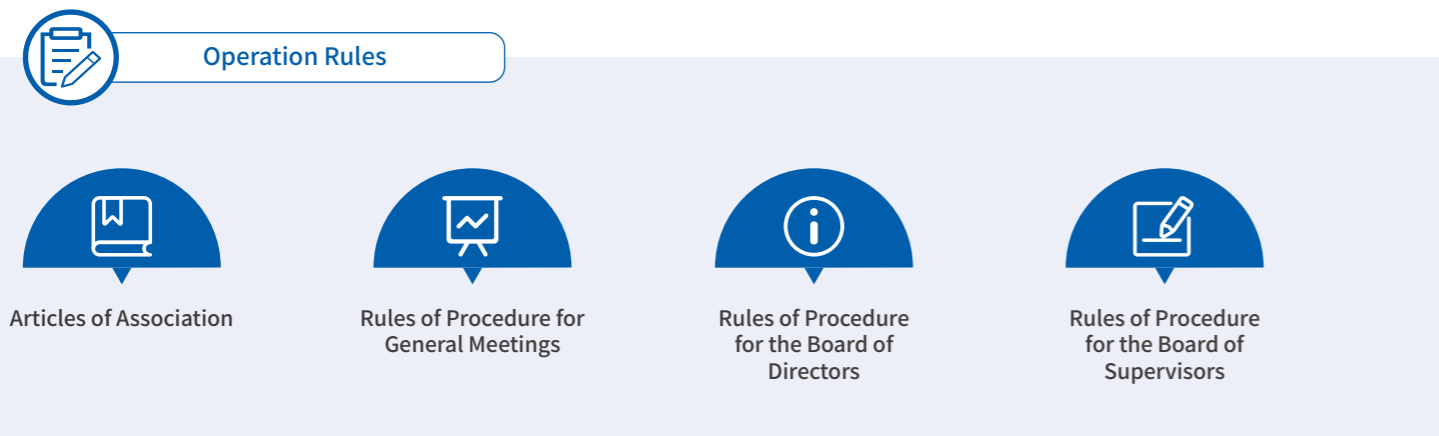 Operation Rules
Articles of Association
Rules of Procedure for
General Meetings
Rules of Procedure
for the Board of
Directors
Rules of Procedure
for the Board of
Supervisors